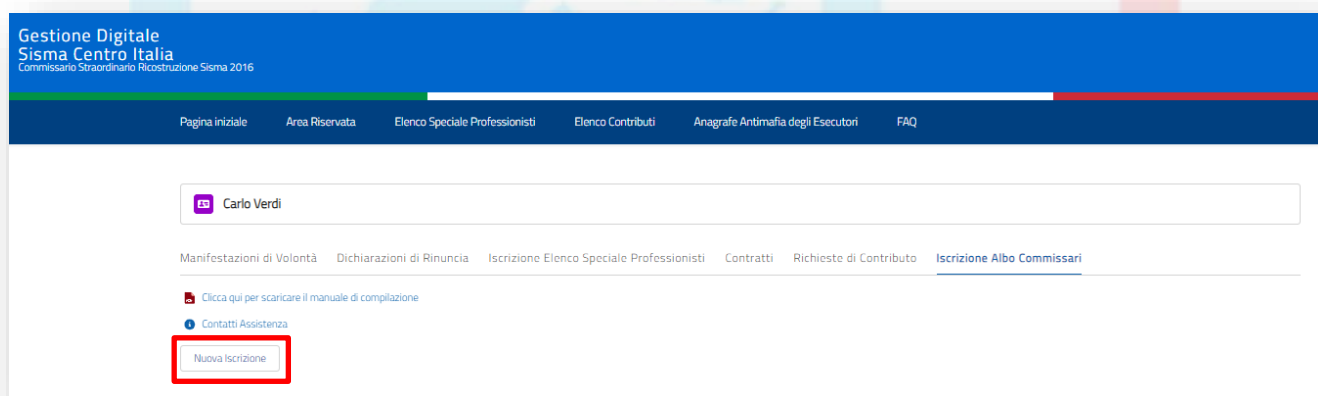 Gestione Digitale
Sisma Centro Italia
Commissario Straordinario Ricostruzione Sisma 2016
Pagina iniziale Area Riservata Elenco Speciale Professionisti Elenco Contributi Anagrafe Antimafia degli Esecutori FAQ
Carlo Verdi
Manifestazioni di Volontà Dichiarazioni di Rinuncia Iscrizione Elenco Speciale Professionisti Contratti Richieste di Contributo Iscrizione Albo Commissari
Clicca qui per scaricare il manuale di compilazione
Contatti Assistenza
Nuova Iscrizione